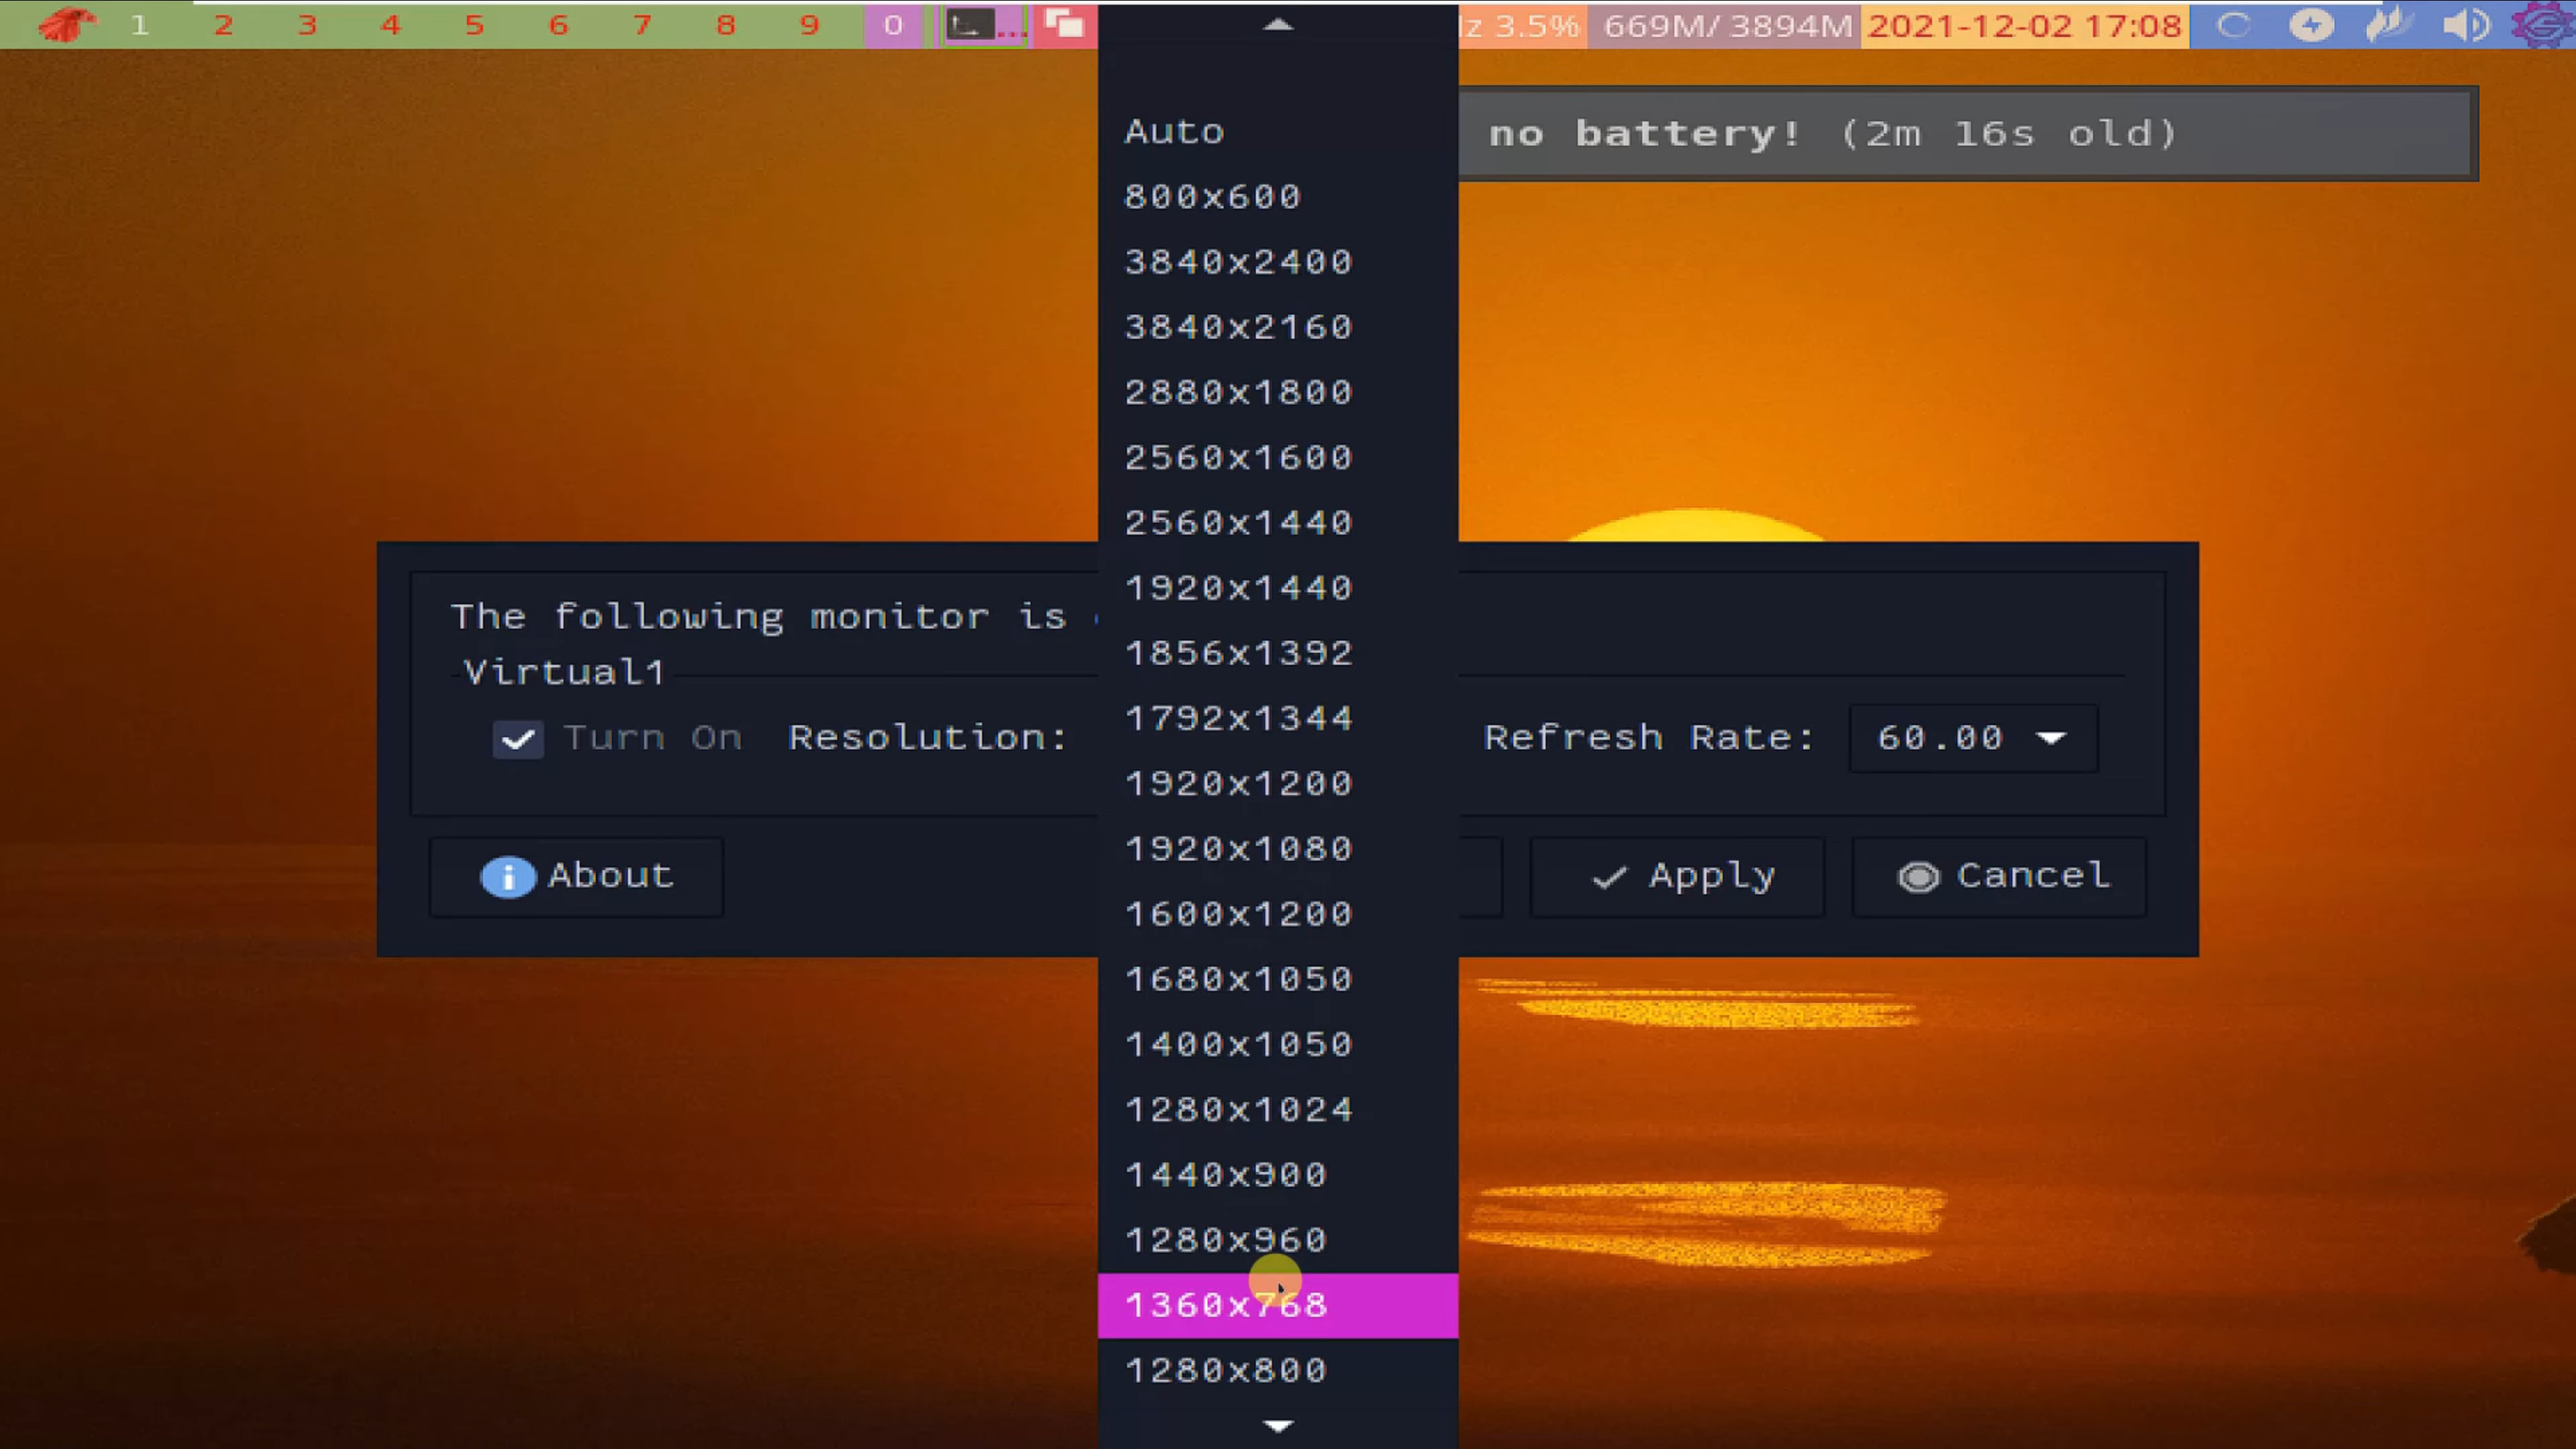 1 2 3 4 5 6 7 8 9 0 ... z 3.5% 669M/ 3894M 2021-12-02 17:08
no battery! (2m 16s old)
Auto
800x600
3840x2400
3840x2160
2880x1800
2560x1600
2560x1440
1920x1440
1856x1392
1792x1344
1920x1200
1920x1080
1600x1200
1680x1050
1400x1050
1280x1024
1440x900
1280x960
1360x768
1280x800
The following monitor is
Virtual1
Turn On Resolution: Refresh Rate: 60.00
About Apply Cancel